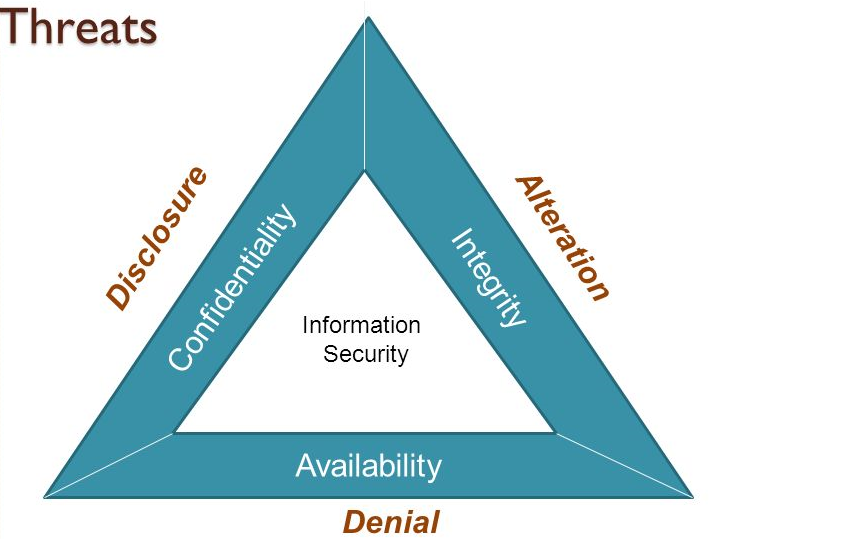 Threats
Disclosure
Confidentiality
Alteration
Integrity
Information
Security
Availability
Denial